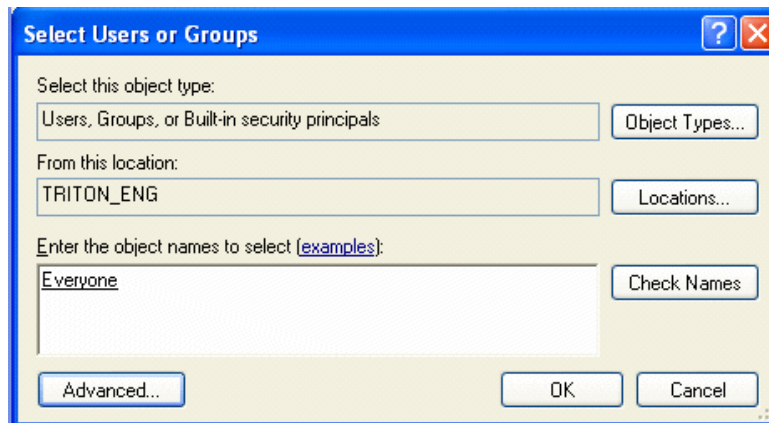 Select Users or Groups
Select this object type:
Users, Groups, or Built-in security principals
Object Types...
From this location:
TRITON_ENG
Locations...
Enter the object names to select (examples):
Everyone
Check Names
Advanced...
OK
Cancel